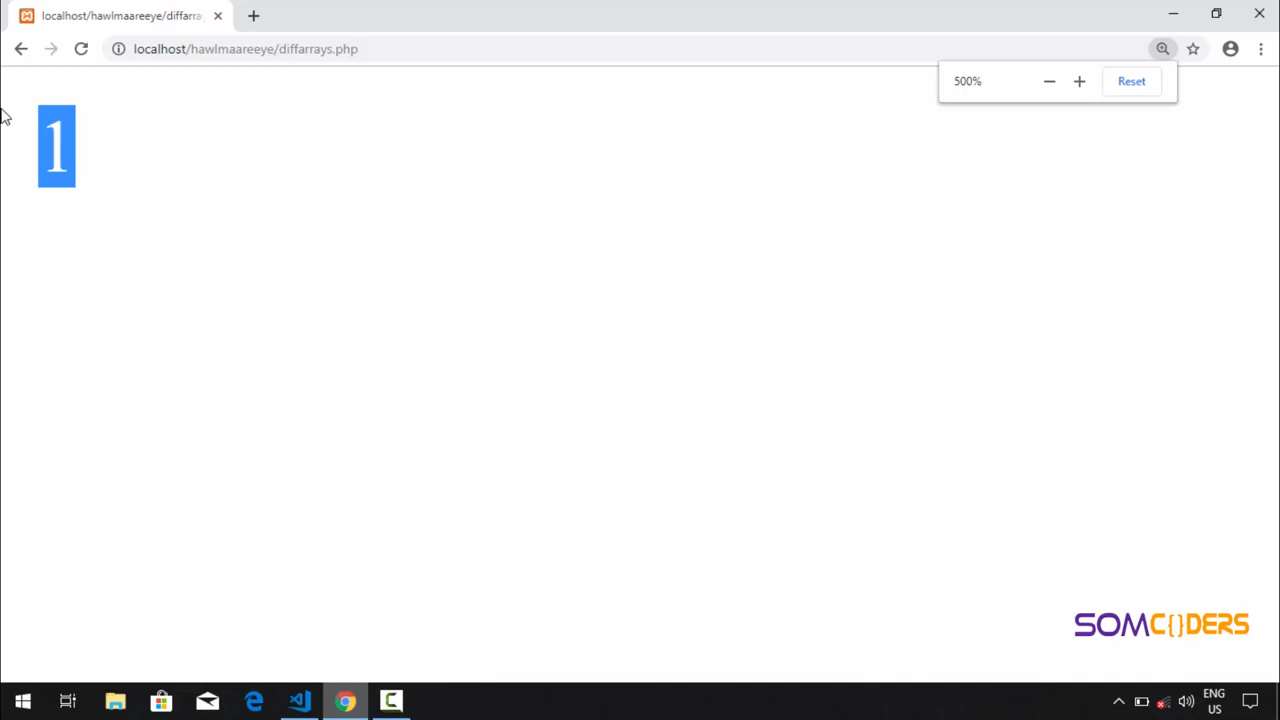 localhost/hawlmaareeye/diffarra
localhost/hawlmaareeye/diffarrays.php
500%
Reset
1
SOMC{}DERS
ENG
US